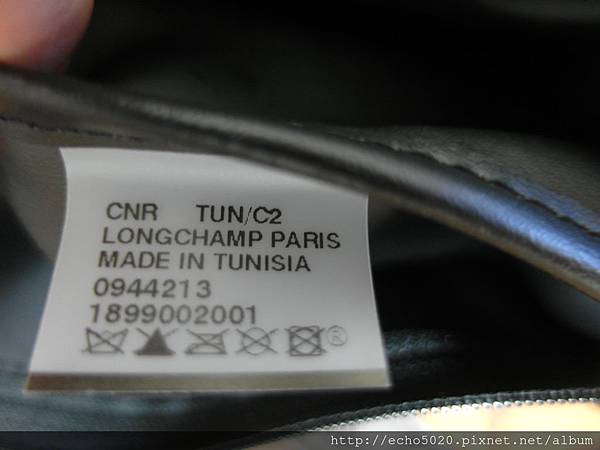 CNR TUN/C2
LONGCHAMP PARIS
MADE IN TUNISIA
0944213
1899002001
®
http://echo5020.pixnet.net/album